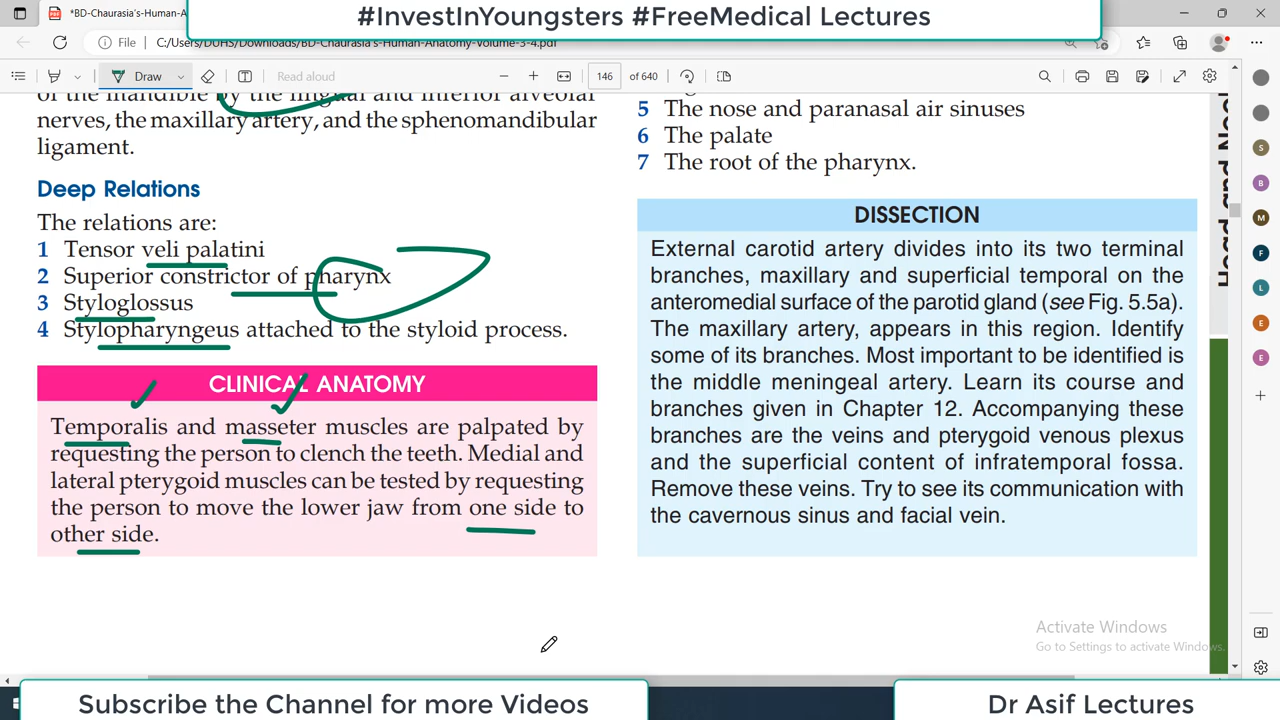 #InvestInYoungsters #FreeMedical Lectures
*BD-Chaurasia's-Human-A
File
C:/Users/DUHS/Downloads/BD-Chaurasia's-Human-Anatomy-Volume-3-4.pdf
Draw
Read aloud
146 of 640
of the mandible by the lingual and inferior alveolar
nerves, the maxillary artery, and the sphenomandibular
ligament.
Deep Relations
The relations are:
1 Tensor veli palatini
2 Superior constrictor of pharynx
3 Styloglossus
4 Stylopharyngeus attached to the styloid process.
CLINICAL ANATOMY
Temporalis and masseter muscles are palpated by
requesting the person to clench the teeth. Medial and
lateral pterygoid muscles can be tested by requesting
the person to move the lower jaw from one side to
other side.
5 The nose and paranasal air sinuses
6 The palate
7 The root of the pharynx.
DISSECTION
External carotid artery divides into its two terminal
branches, maxillary and superficial temporal on the
anteromedial surface of the parotid gland (see Fig. 5.5a).
The maxillary artery, appears in this region. Identify
some of its branches. Most important to be identified is
the middle meningeal artery. Learn its course and
branches given in Chapter 12. Accompanying these
branches are the veins and pterygoid venous plexus
and the superficial content of infratemporal fossa.
Remove these veins. Try to see its communication with
the cavernous sinus and facial vein.
S
B
M
F
L
E
E
Activate Windows
Go to Settings to activate Windows.
Subscribe the Channel for more Videos
Dr Asif Lectures